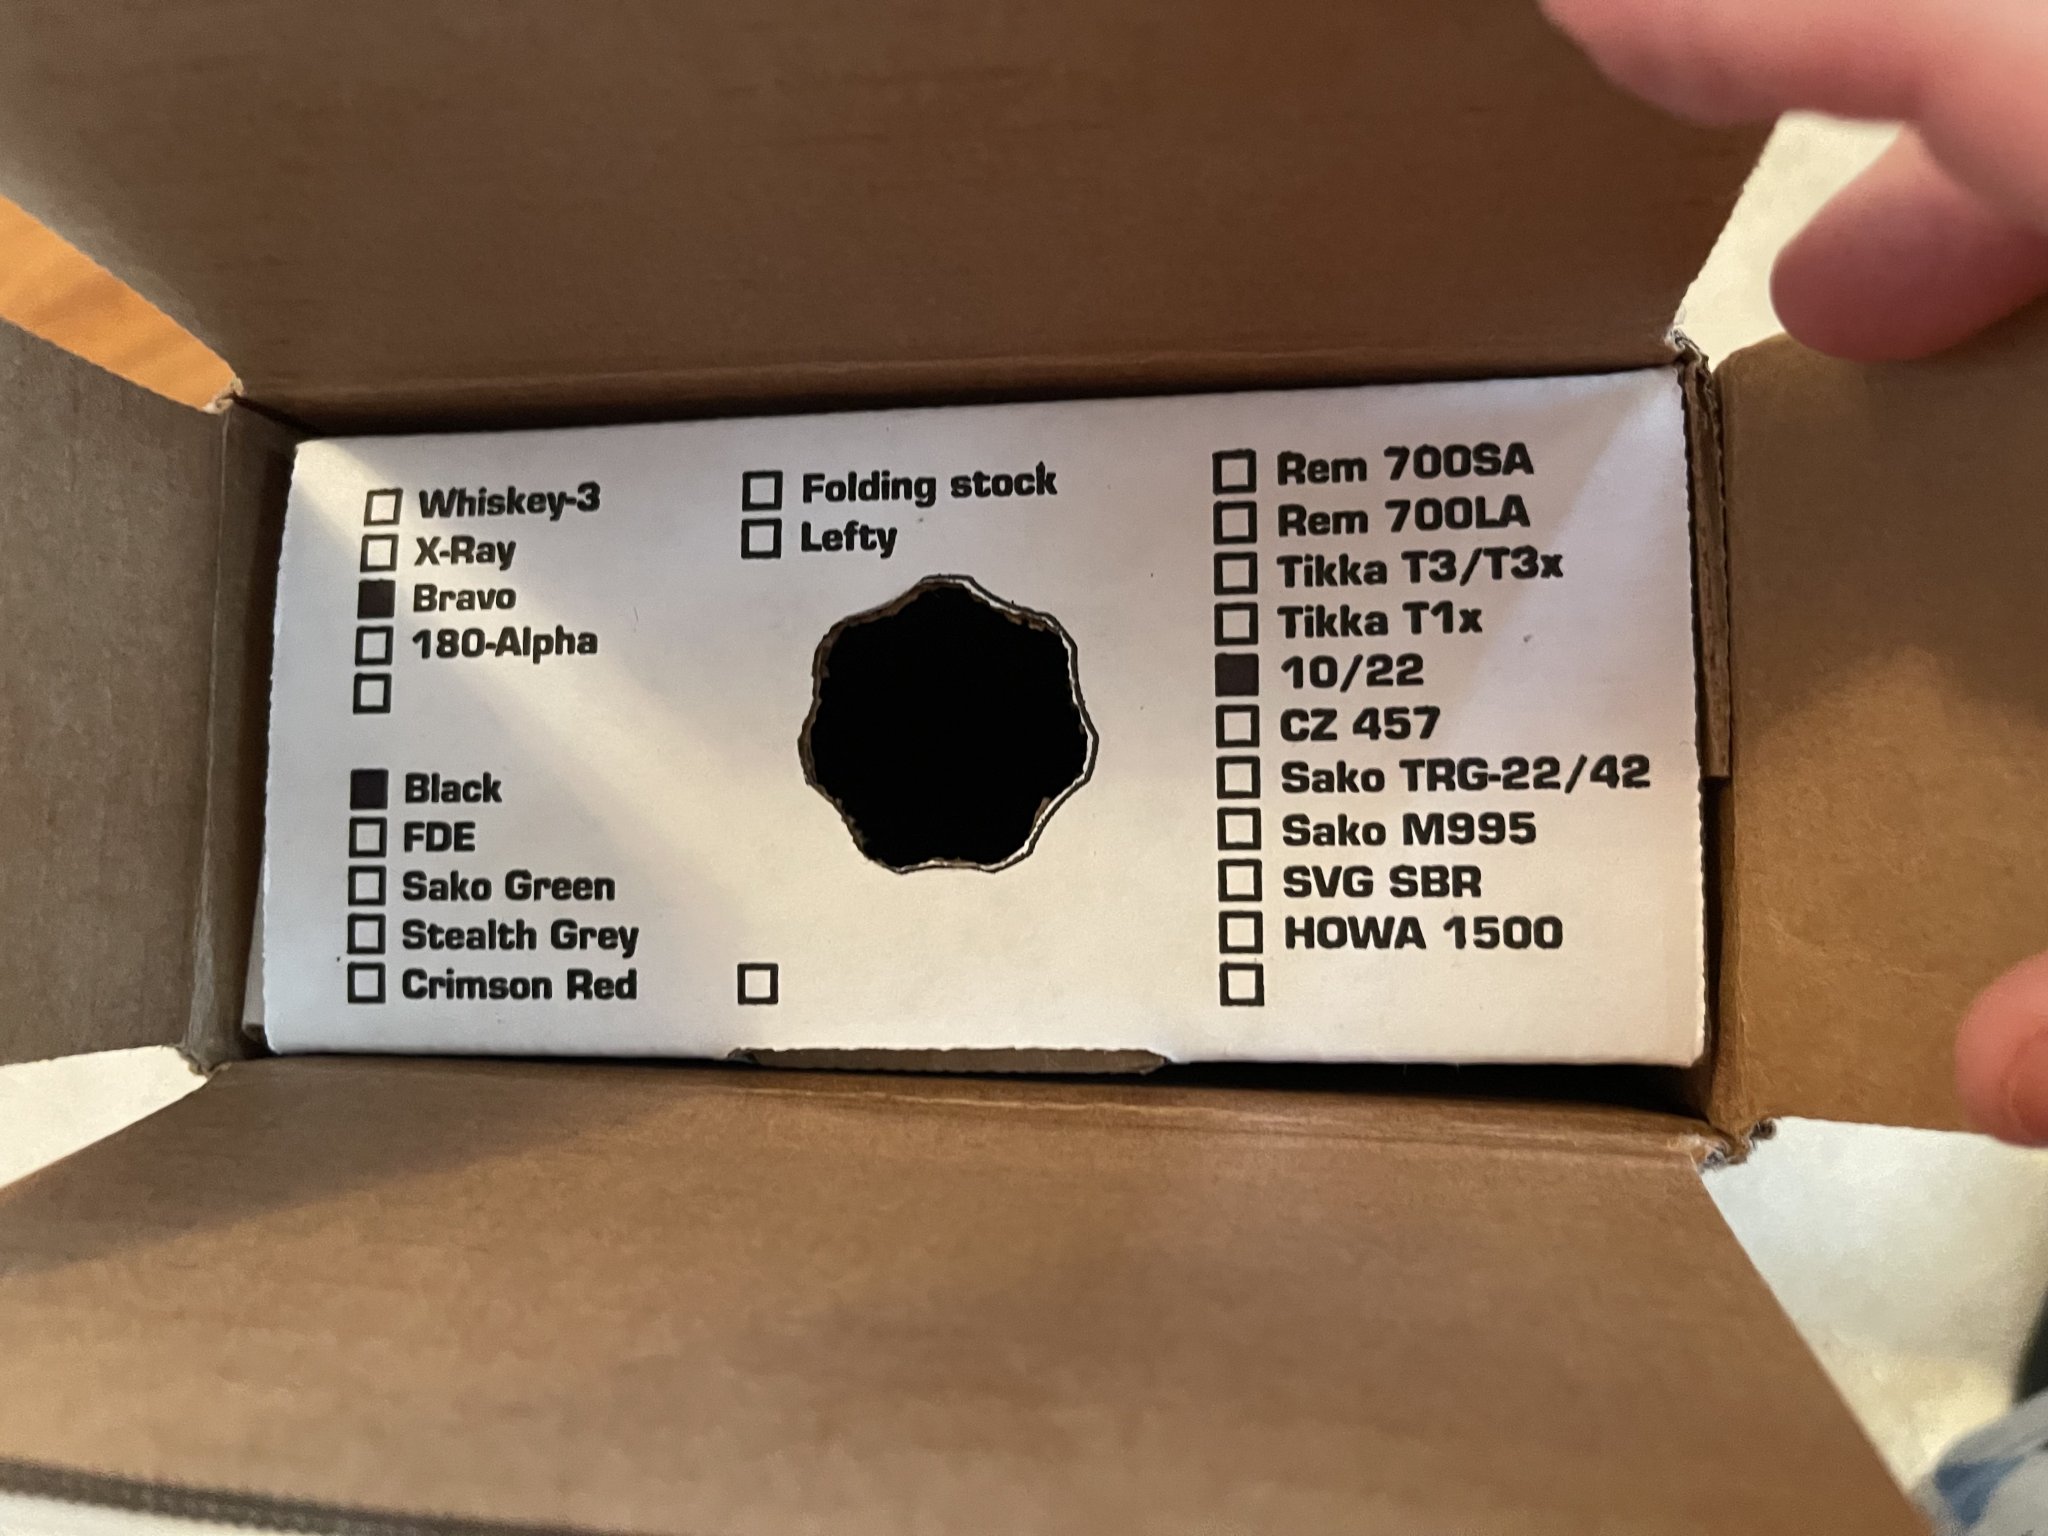 Whiskey-3
X-Ray
Bravo
180-Alpha
Black
FDE
Sako Green
Stealth Grey
Crimson Red
Folding stock
Lefty
Rem 700SA
Rem 700LA
Tikka T3/T3x
Tikka T1x
10/22
CZ 457
Sako TRG-22/42
Sako M995
SVG SBR
HOWA 1500